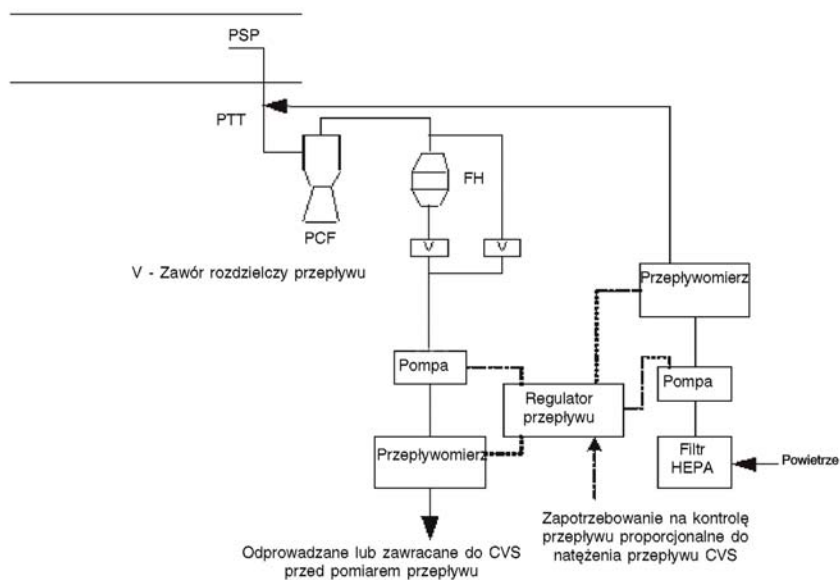 PSP
PTT
FH
PCF
V
V
V - Zawór rozdzielczy przepływu
Przepływomierz
Pompa
Pompa
Regulator
przepływu
Przepływomierz
Filtr
HEPA
Powietrze
Zapotrzebowanie na kontrolę
przepływu proporcjonalne do
natężenia przepływu CVS
Odprowadzane lub zawracane do CVS
przed pomiarem przepływu